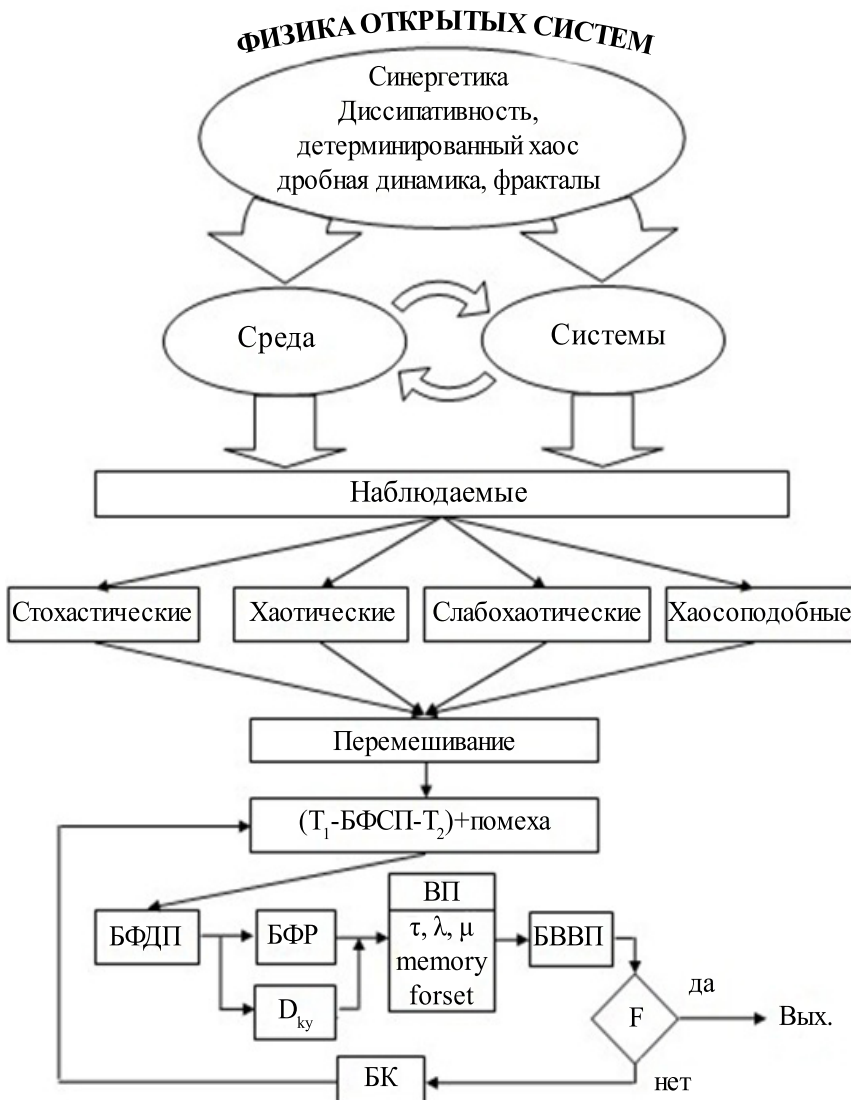 ФИЗИКА ОТКРЫТЫХ СИСТЕМ
Синергетика
Диссипативность,
детерминированный хаос
дробная динамика, фракталы
Среда
Системы
Наблюдаемые
Стохастические
Хаотические
Слабохаотические
Хаосоподобные
Перемешивание
(T₁-БФСП-T₂)+помеха
БФДП
БФР
D_ky
ВП
τ, λ, μ
memory
forset
БВВП
F
да
Вых.
нет
БК